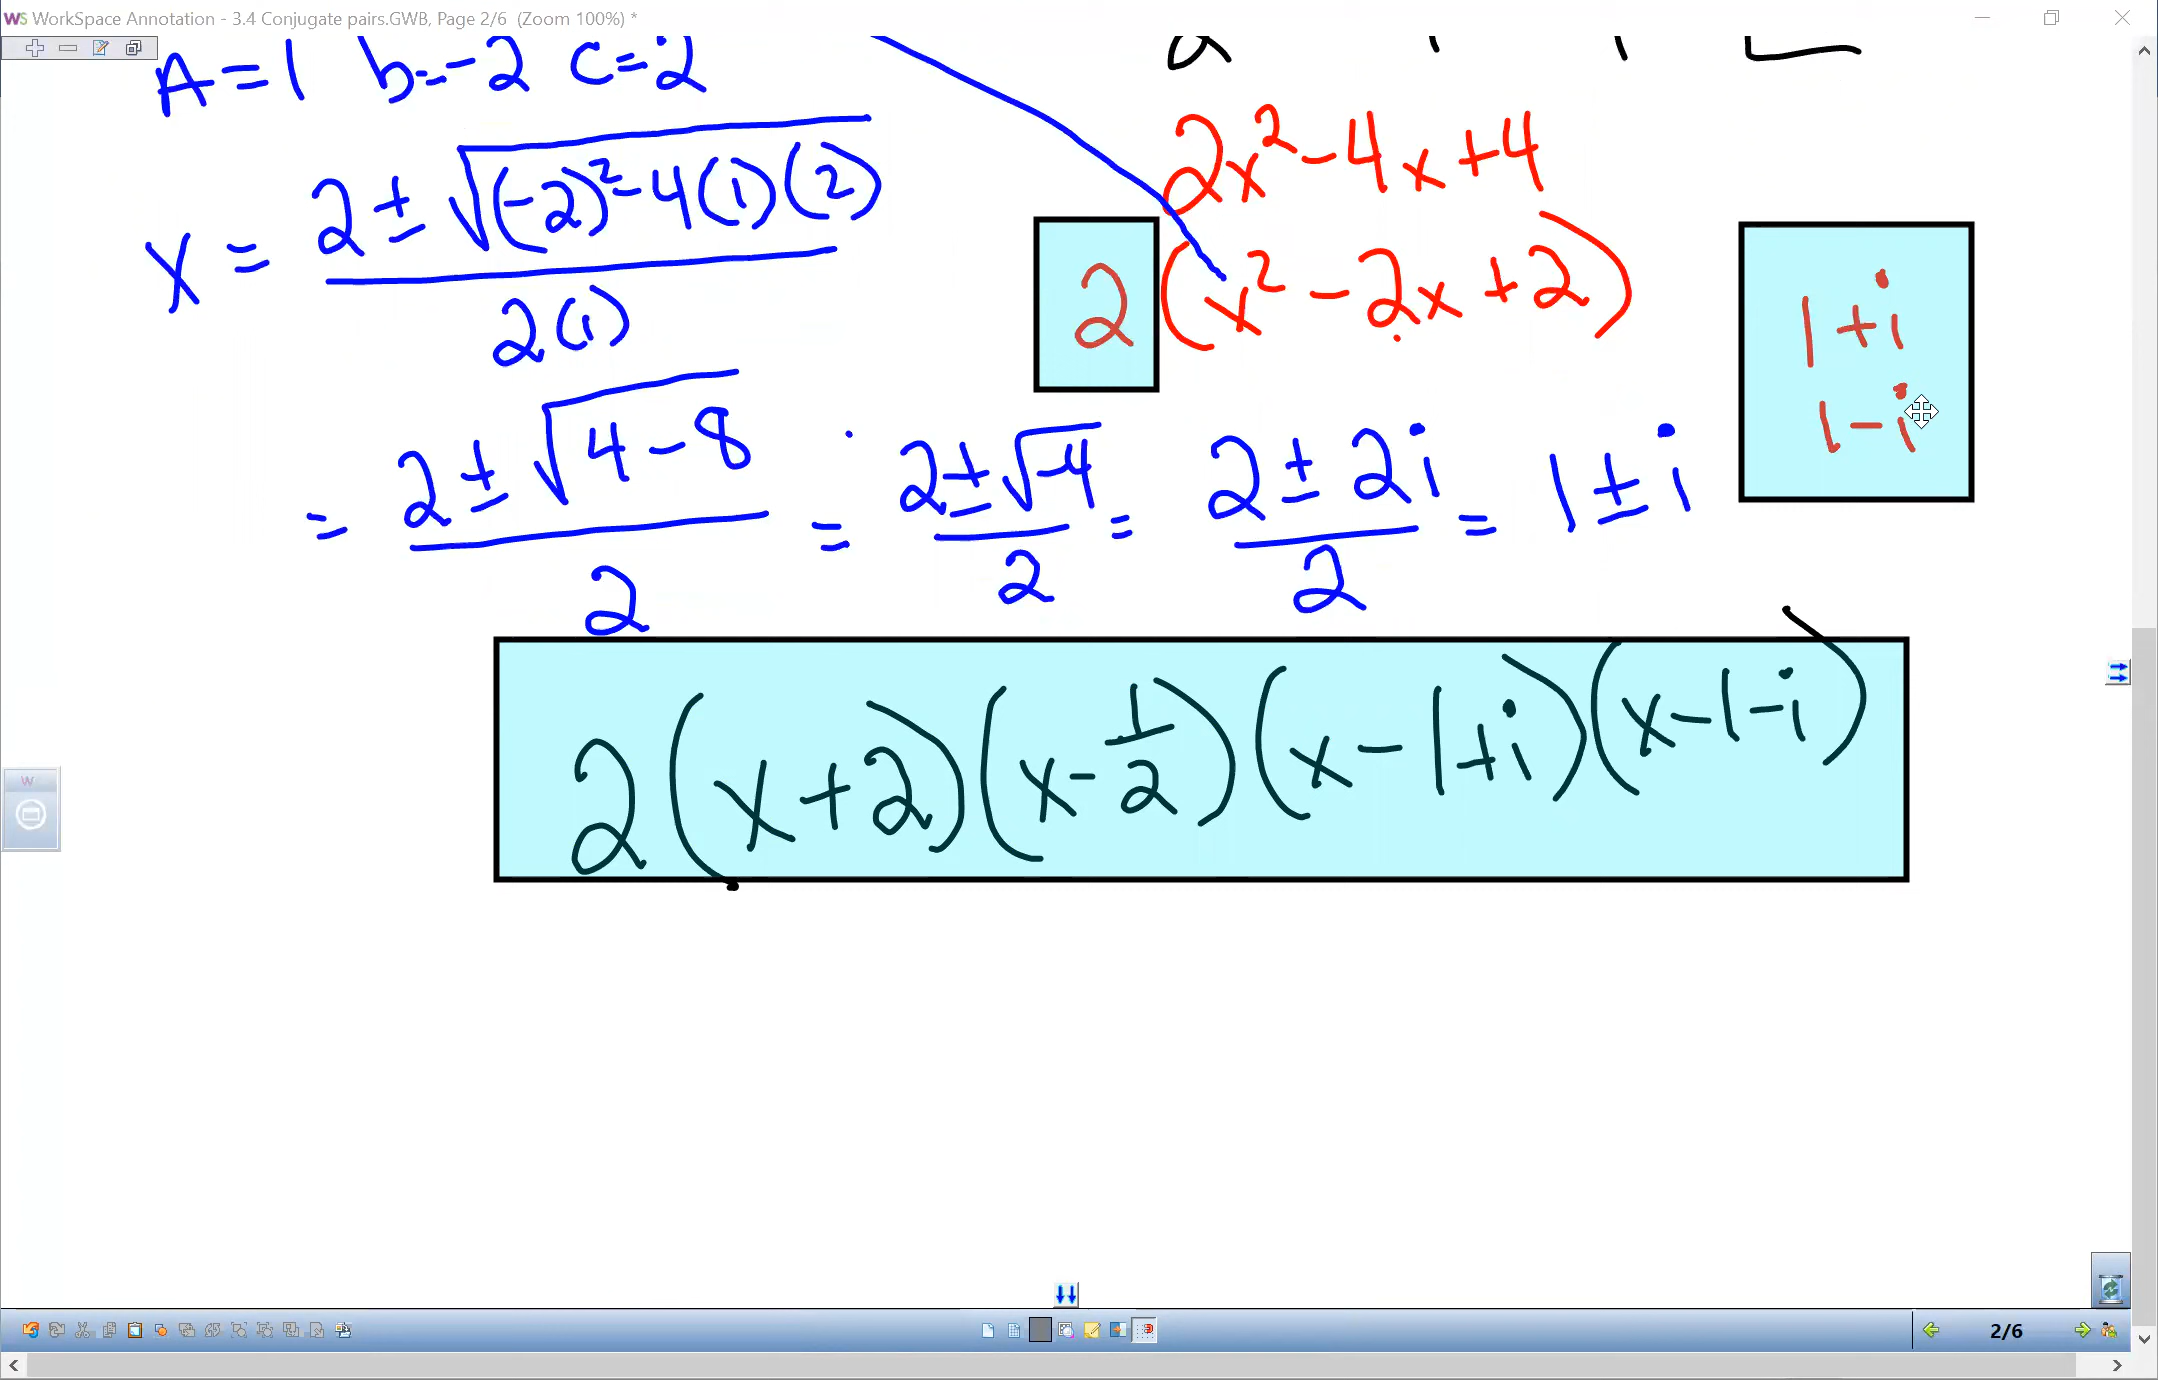 WS WorkSpace Annotation - 3.4 Conjugate pairs.GWB, Page 2/6 (Zoom 100%) *
A = 1 b = -2 c = 2
2x² - 4x + 4
2(x² - 2x + 2)
x = (2 ± √((-2)² - 4(1)(2))) / 2(1)
1 + i
1 - i
= (2 ± √(4 - 8)) / 2 = (2 ± √-4) / 2 = (2 ± 2i) / 2 = 1 ± i
2(x + 2)(x - 1/2)(x - 1 + i)(x - 1 - i)
W
2/6